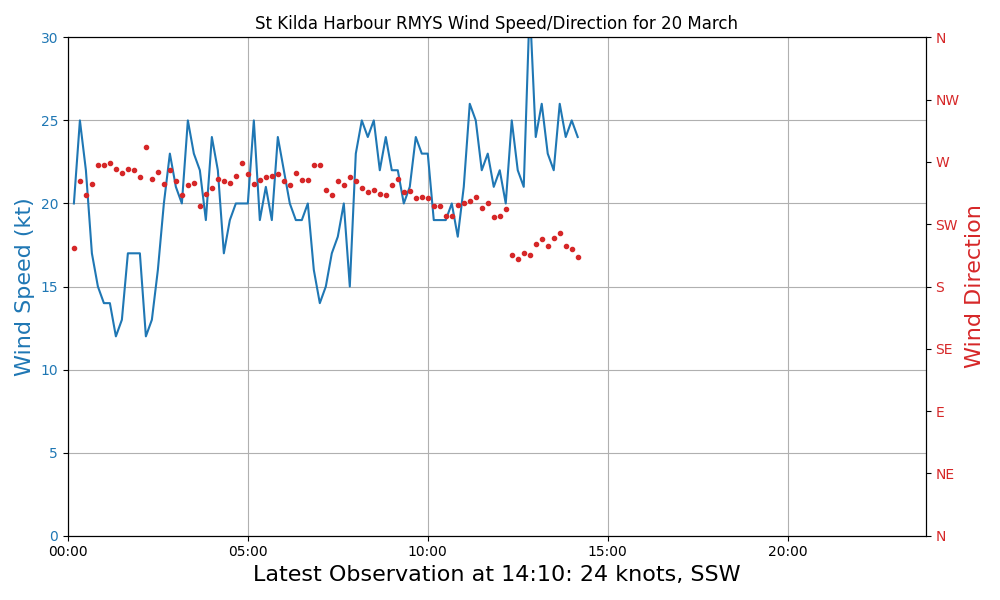 St Kilda Harbour RMYS Wind Speed/Direction for 20 March
30
25
20
15
10
5
0
Wind Speed (kt)
N
NW
W
SW
S
SE
E
NE
N
Wind Direction
00:00
05:00
10:00
15:00
20:00
Latest Observation at 14:10: 24 knots, SSW